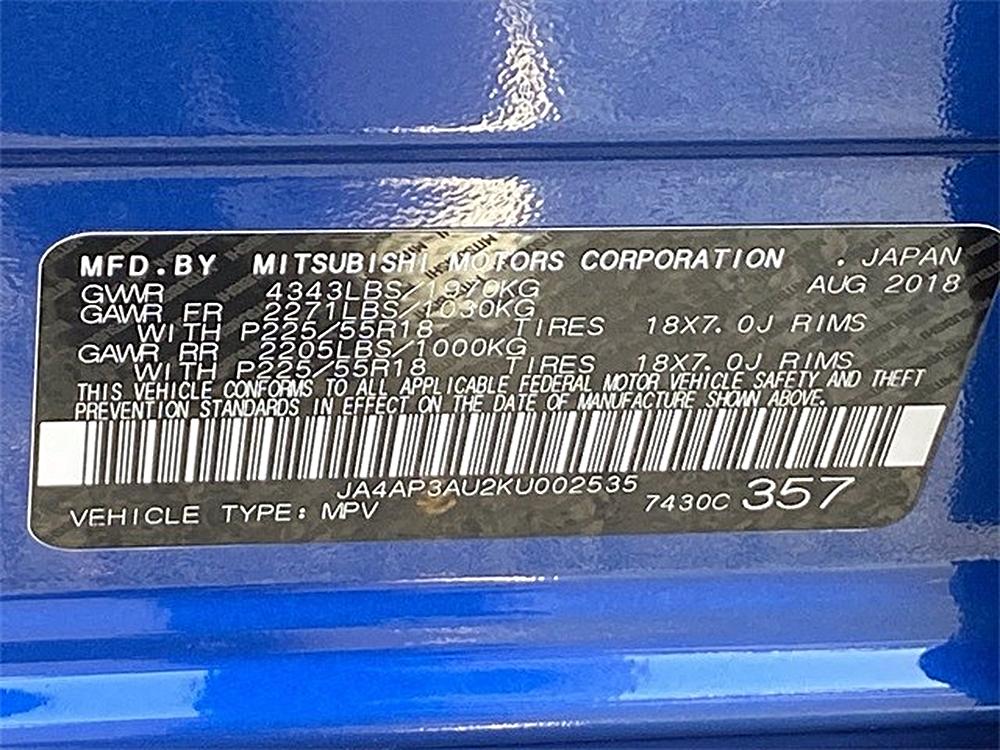 MFD.BY MITSUBISHI MOTORS CORPORATION . JAPAN
AUG 2018
GVWR 4343LBS/1970KG
GAWR FR 2271LBS/1030KG
WITH P225/55R18 TIRES 18X7.0J RIMS
GAWR RR 2205LBS/1000KG
WITH P225/55R18 TIRES 18X7.0J RIMS
THIS VEHICLE CONFORMS TO ALL APPLICABLE FEDERAL MOTOR VEHICLE SAFETY AND THEFT
PREVENTION STANDARDS IN EFFECT ON THE DATE OF MANUFACTURE SHOWN ABOVE.
JA4AP3AU2KU002535
VEHICLE TYPE: MPV 7430C 357